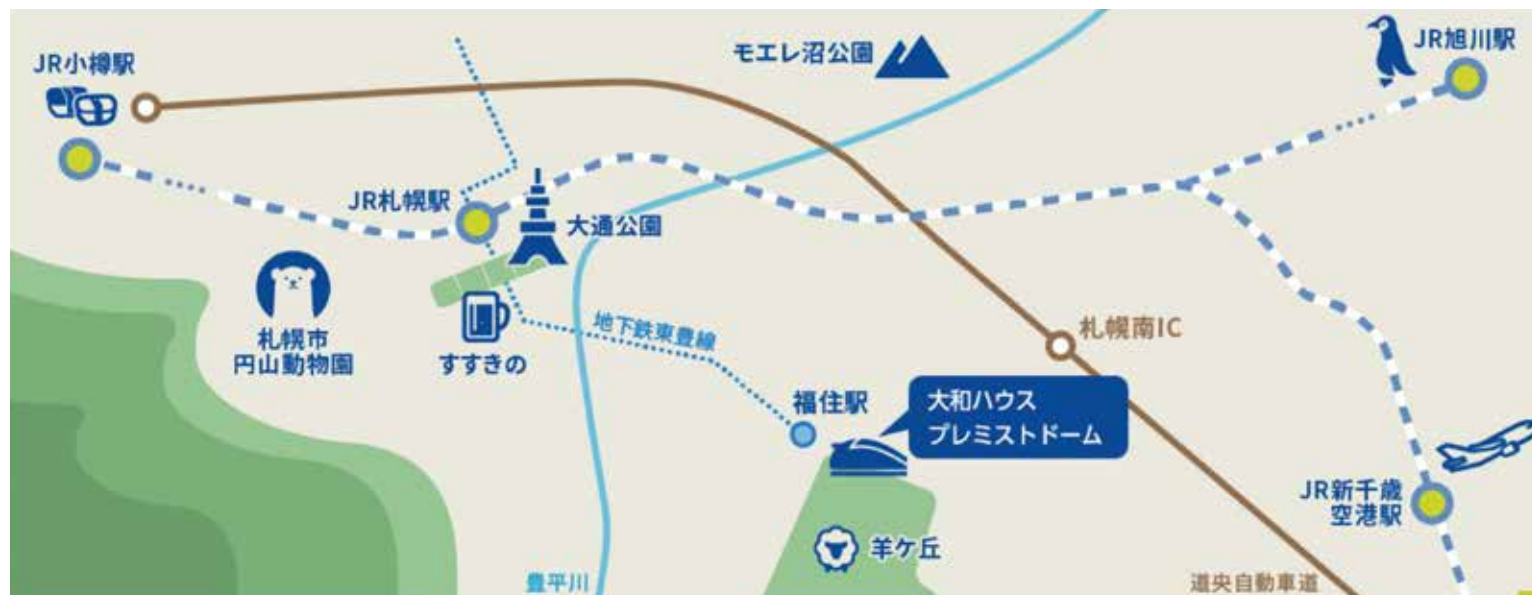 モエレ沼公園
JR旭川駅
JR小樽駅
JR札幌駅
大通公園
札幌市
円山動物園
すすきの
地下鉄東豊線
札幌南IC
福住駅
大和ハウス
プレミストドーム
JR新千歳
空港駅
羊ケ丘
豊平川
道央自動車道